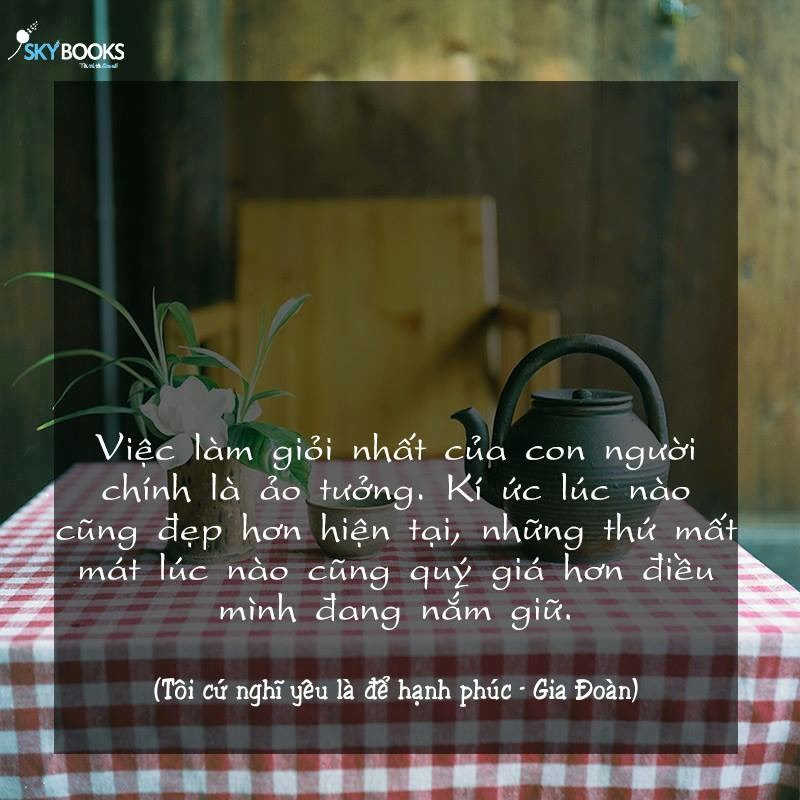 SKYBOOKS
Việc làm giỏi nhất của con người
chính là ảo tưởng. Kí ức lúc nào
cũng đẹp hơn hiện tại, những thứ mất
mát lúc nào cũng quý giá hơn điều
mình đang nắm giữ.
(Tôi cứ nghĩ yêu là để hạnh phúc - Gia Đoàn)